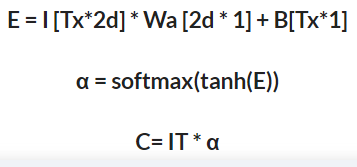 E = I [Tx*2d] * Wa [2d * 1] + B[Tx*1]
α = softmax(tanh(E))
C= IT * α